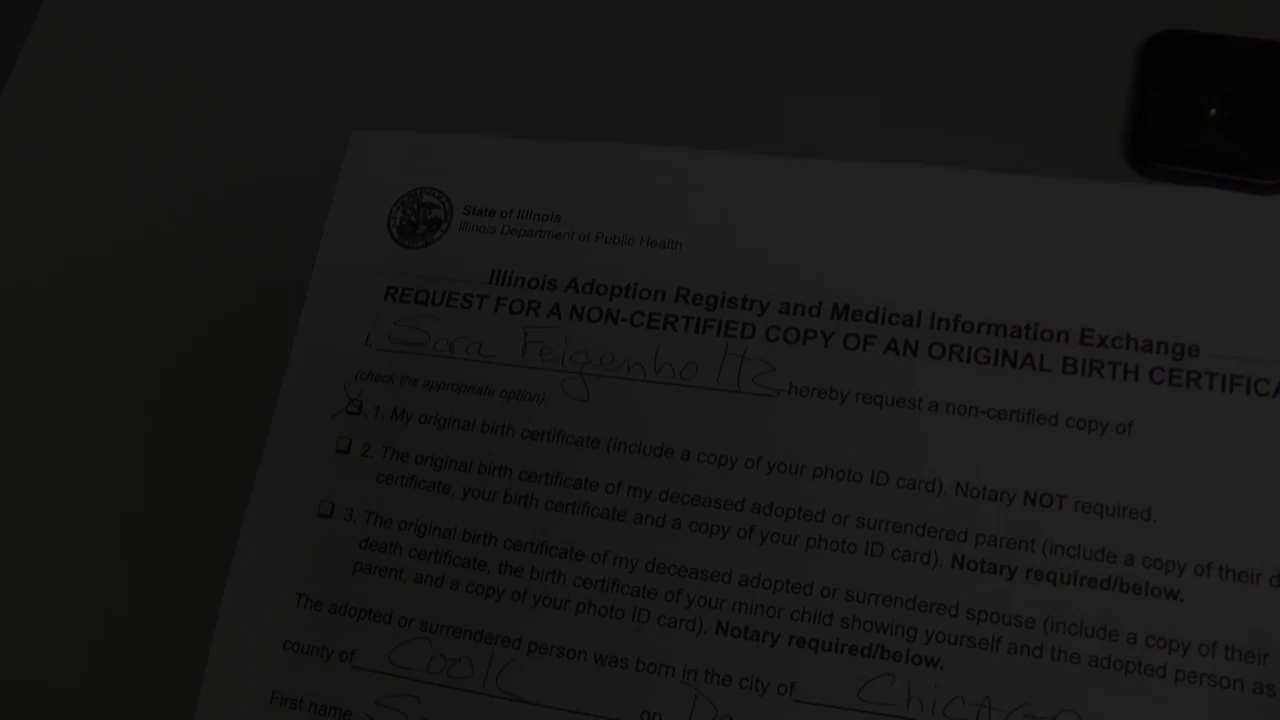 State of Illinois
Illinois Department of Public Health
Illinois Adoption Registry and Medical Information Exchange
REQUEST FOR A NON-CERTIFIED COPY OF AN ORIGINAL BIRTH
I, Sara Feigenholtz, hereby request a non-certified copy of
(check the appropriate option)
1. My original birth certificate (include a copy of your photo ID card). Notary NOT required.
2. The original birth certificate of my deceased adopted or surrendered parent (include a copy of their
certificate, your birth certificate and a copy of your photo ID card). Notary required/below.
3. The original birth certificate of my deceased adopted or surrendered spouse (include a copy of their
death certificate, the birth certificate of your minor child showing yourself and the adopted person as
parent, and a copy of your photo ID card). Notary required/below.
The adopted or surrendered person was born in the city of Chicago
county of Cook on
First name